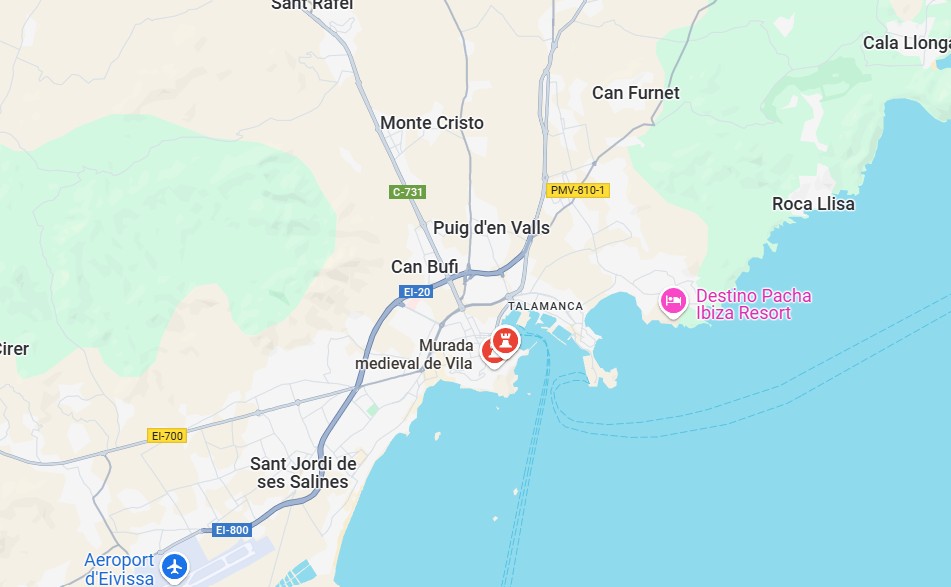 Sant Rafel
Cala Llonga
Can Furnet
Monte Cristo
C-731
PMV-810-1
Roca Llisa
Puig d'en Valls
Can Bufi
EI-20
Destino Pacha
Ibiza Resort
TALAMANCA
Murada
medieval de Vila
Cirer
EI-700
Sant Jordi de
ses Salines
EI-800
Aeroport
d'Eivissa